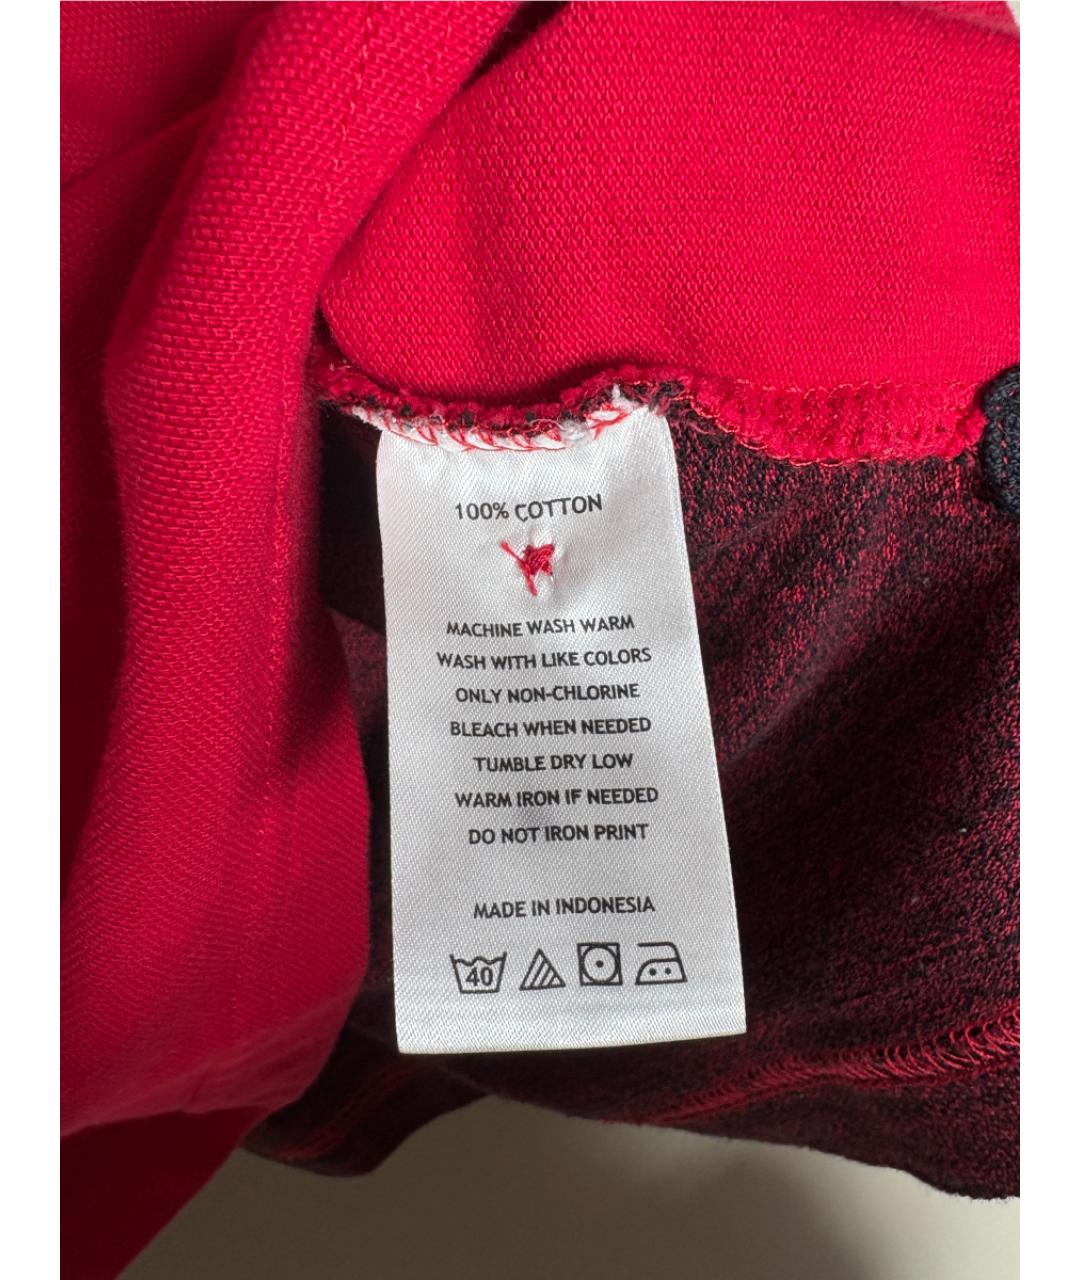 100% COTTON
MACHINE WASH WARM
WASH WITH LIKE COLORS
ONLY NON-CHLORINE
BLEACH WHEN NEEDED
TUMBLE DRY LOW
WARM IRON IF NEEDED
DO NOT IRON PRINT
MADE IN INDONESIA
40